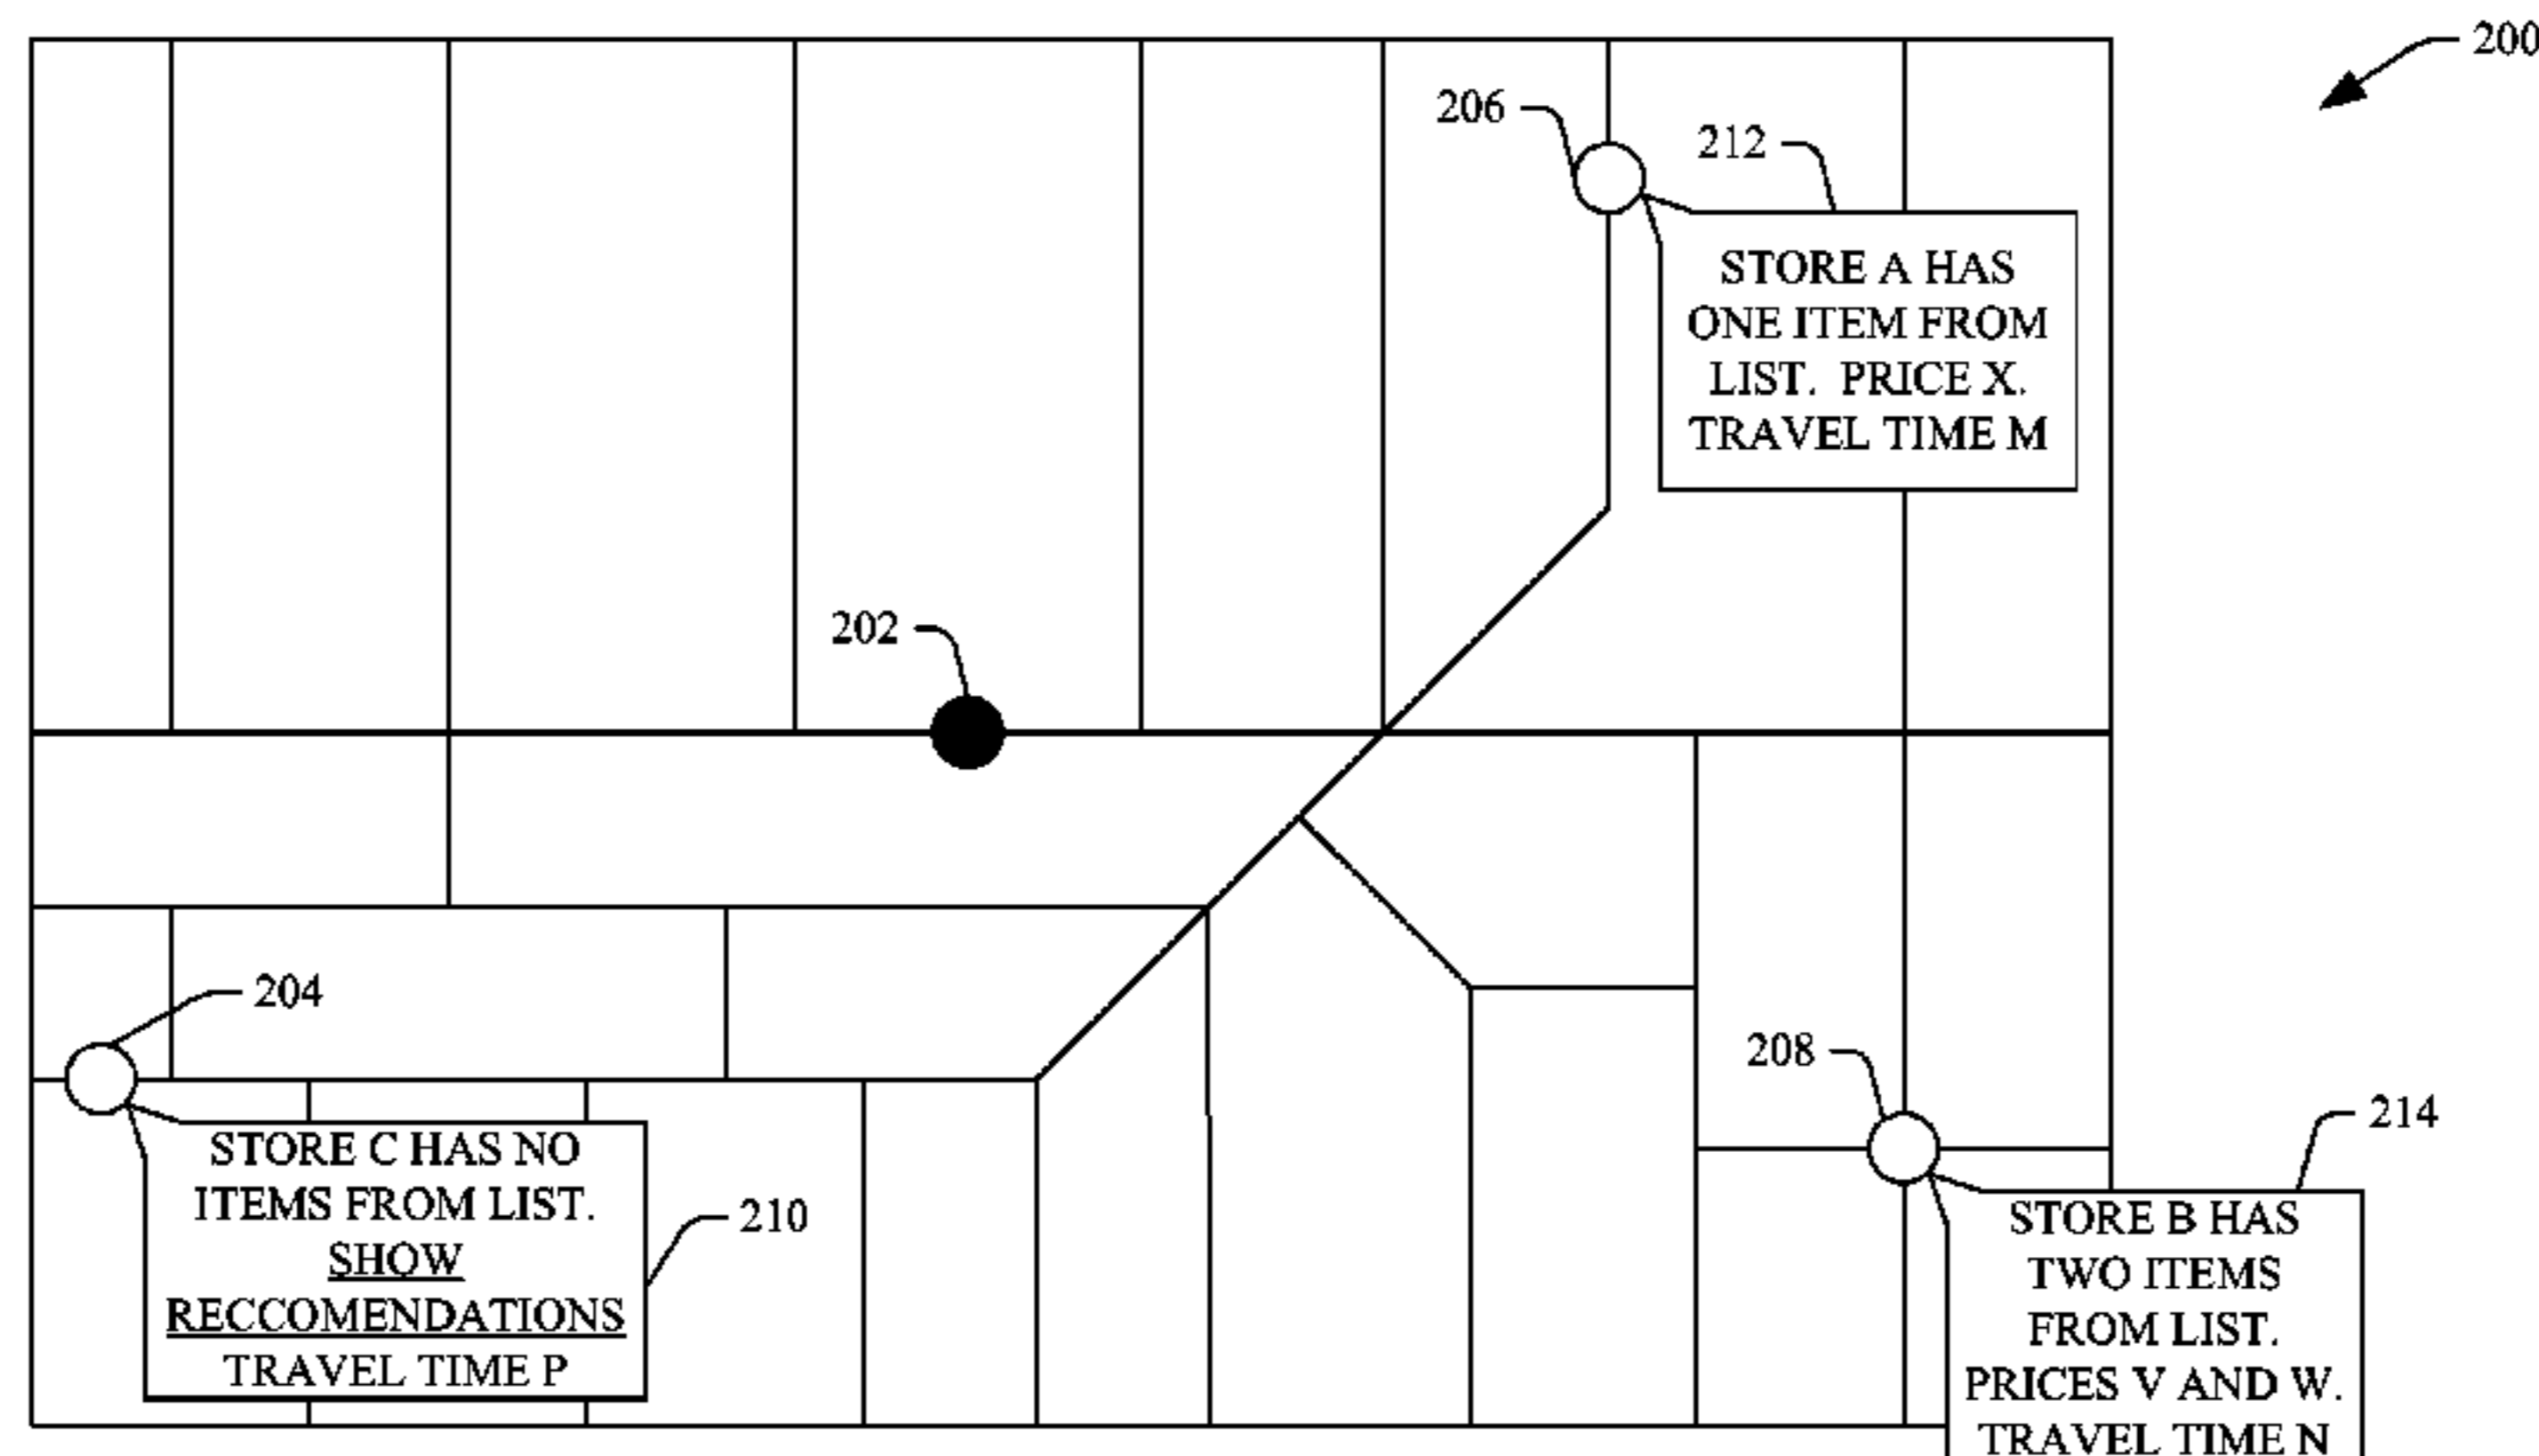 200
206
212
STORE A HAS
ONE ITEM FROM
LIST. PRICE X.
TRAVEL TIME M
202
204
208
214
STORE C HAS NO
ITEMS FROM LIST.
SHOW
RECCOMENDATIONS
TRAVEL TIME P
210
STORE B HAS
TWO ITEMS
FROM LIST.
PRICES V AND W.
TRAVEL TIME N